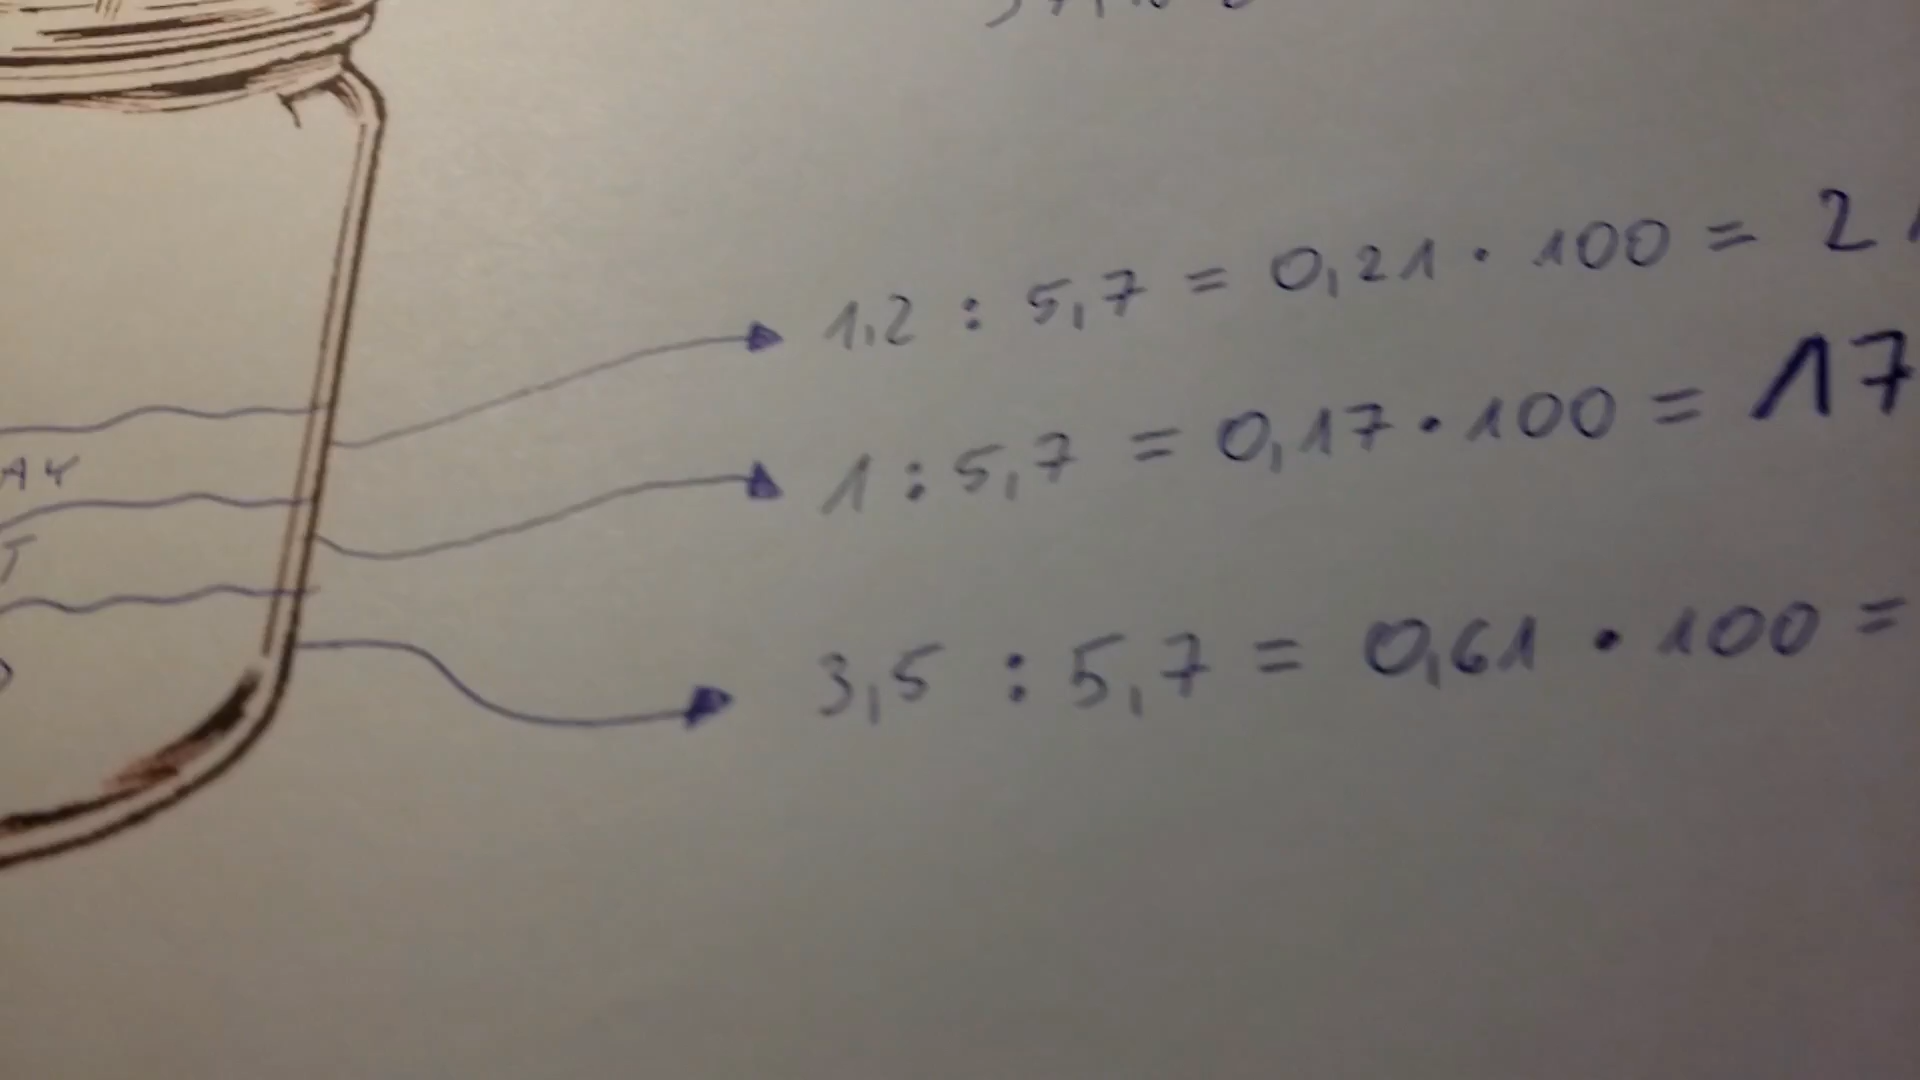 1,2 : 5,7 = 0,21 · 100 = 2
1 : 5,7 = 0,17 · 100 = 17
AY
T
3,5 : 5,7 = 0,61 · 100 =